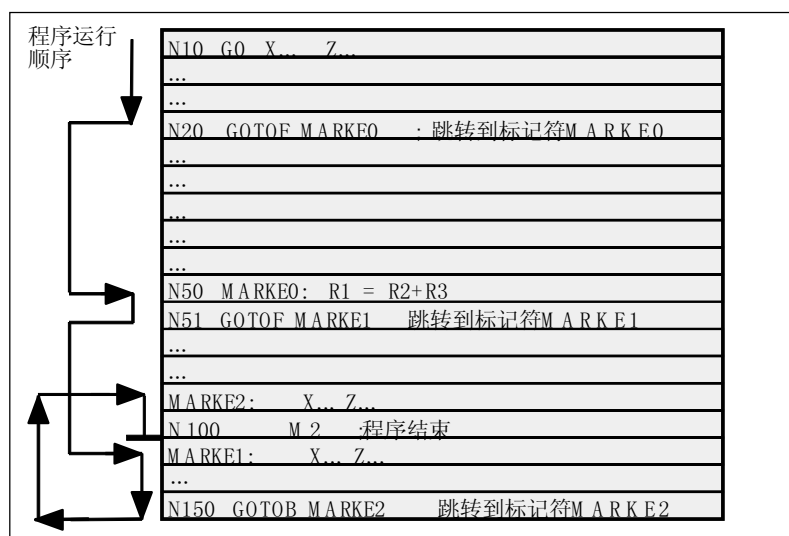 程序运行
顺序
N10 G0 X... Z...
...
...
N20 GOTOF MARKE0 ; 跳转到标记符MARKE0
...
...
...
...
...
N50 MARKE0: R1 = R2+R3
N51 GOTOF MARKE1 跳转到标记符MARKE1
...
...
MARKE2: X... Z...
N100 M2 ;程序结束
MARKE1: X... Z...
...
N150 GOTOB MARKE2 跳转到标记符MARKE2